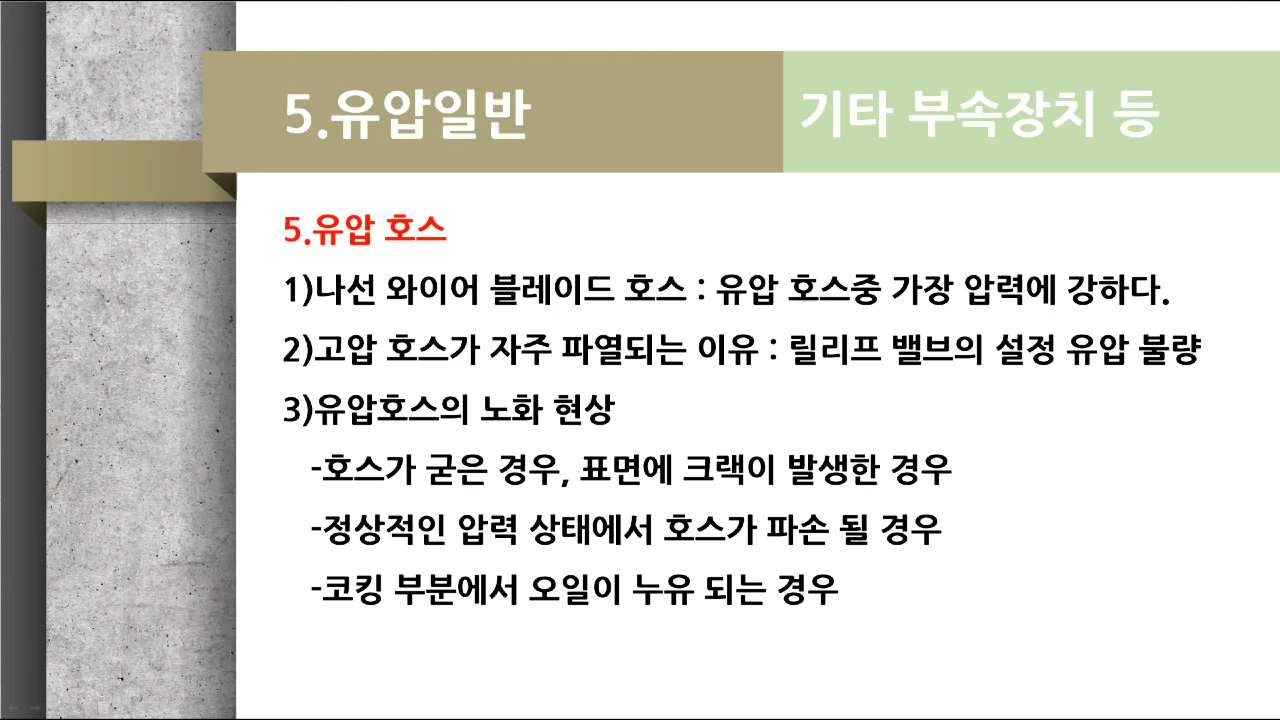 5.유압일반
기타 부속장치 등
5.유압 호스
1)나선 와이어 블레이드 호스 : 유압 호스중 가장 압력에 강하다.
2)고압 호스가 자주 파열되는 이유 : 릴리프 밸브의 설정 유압 불량
3)유압호스의 노화 현상
-호스가 굳은 경우, 표면에 크랙이 발생한 경우
-정상적인 압력 상태에서 호스가 파손 될 경우
-코킹 부분에서 오일이 누유 되는 경우